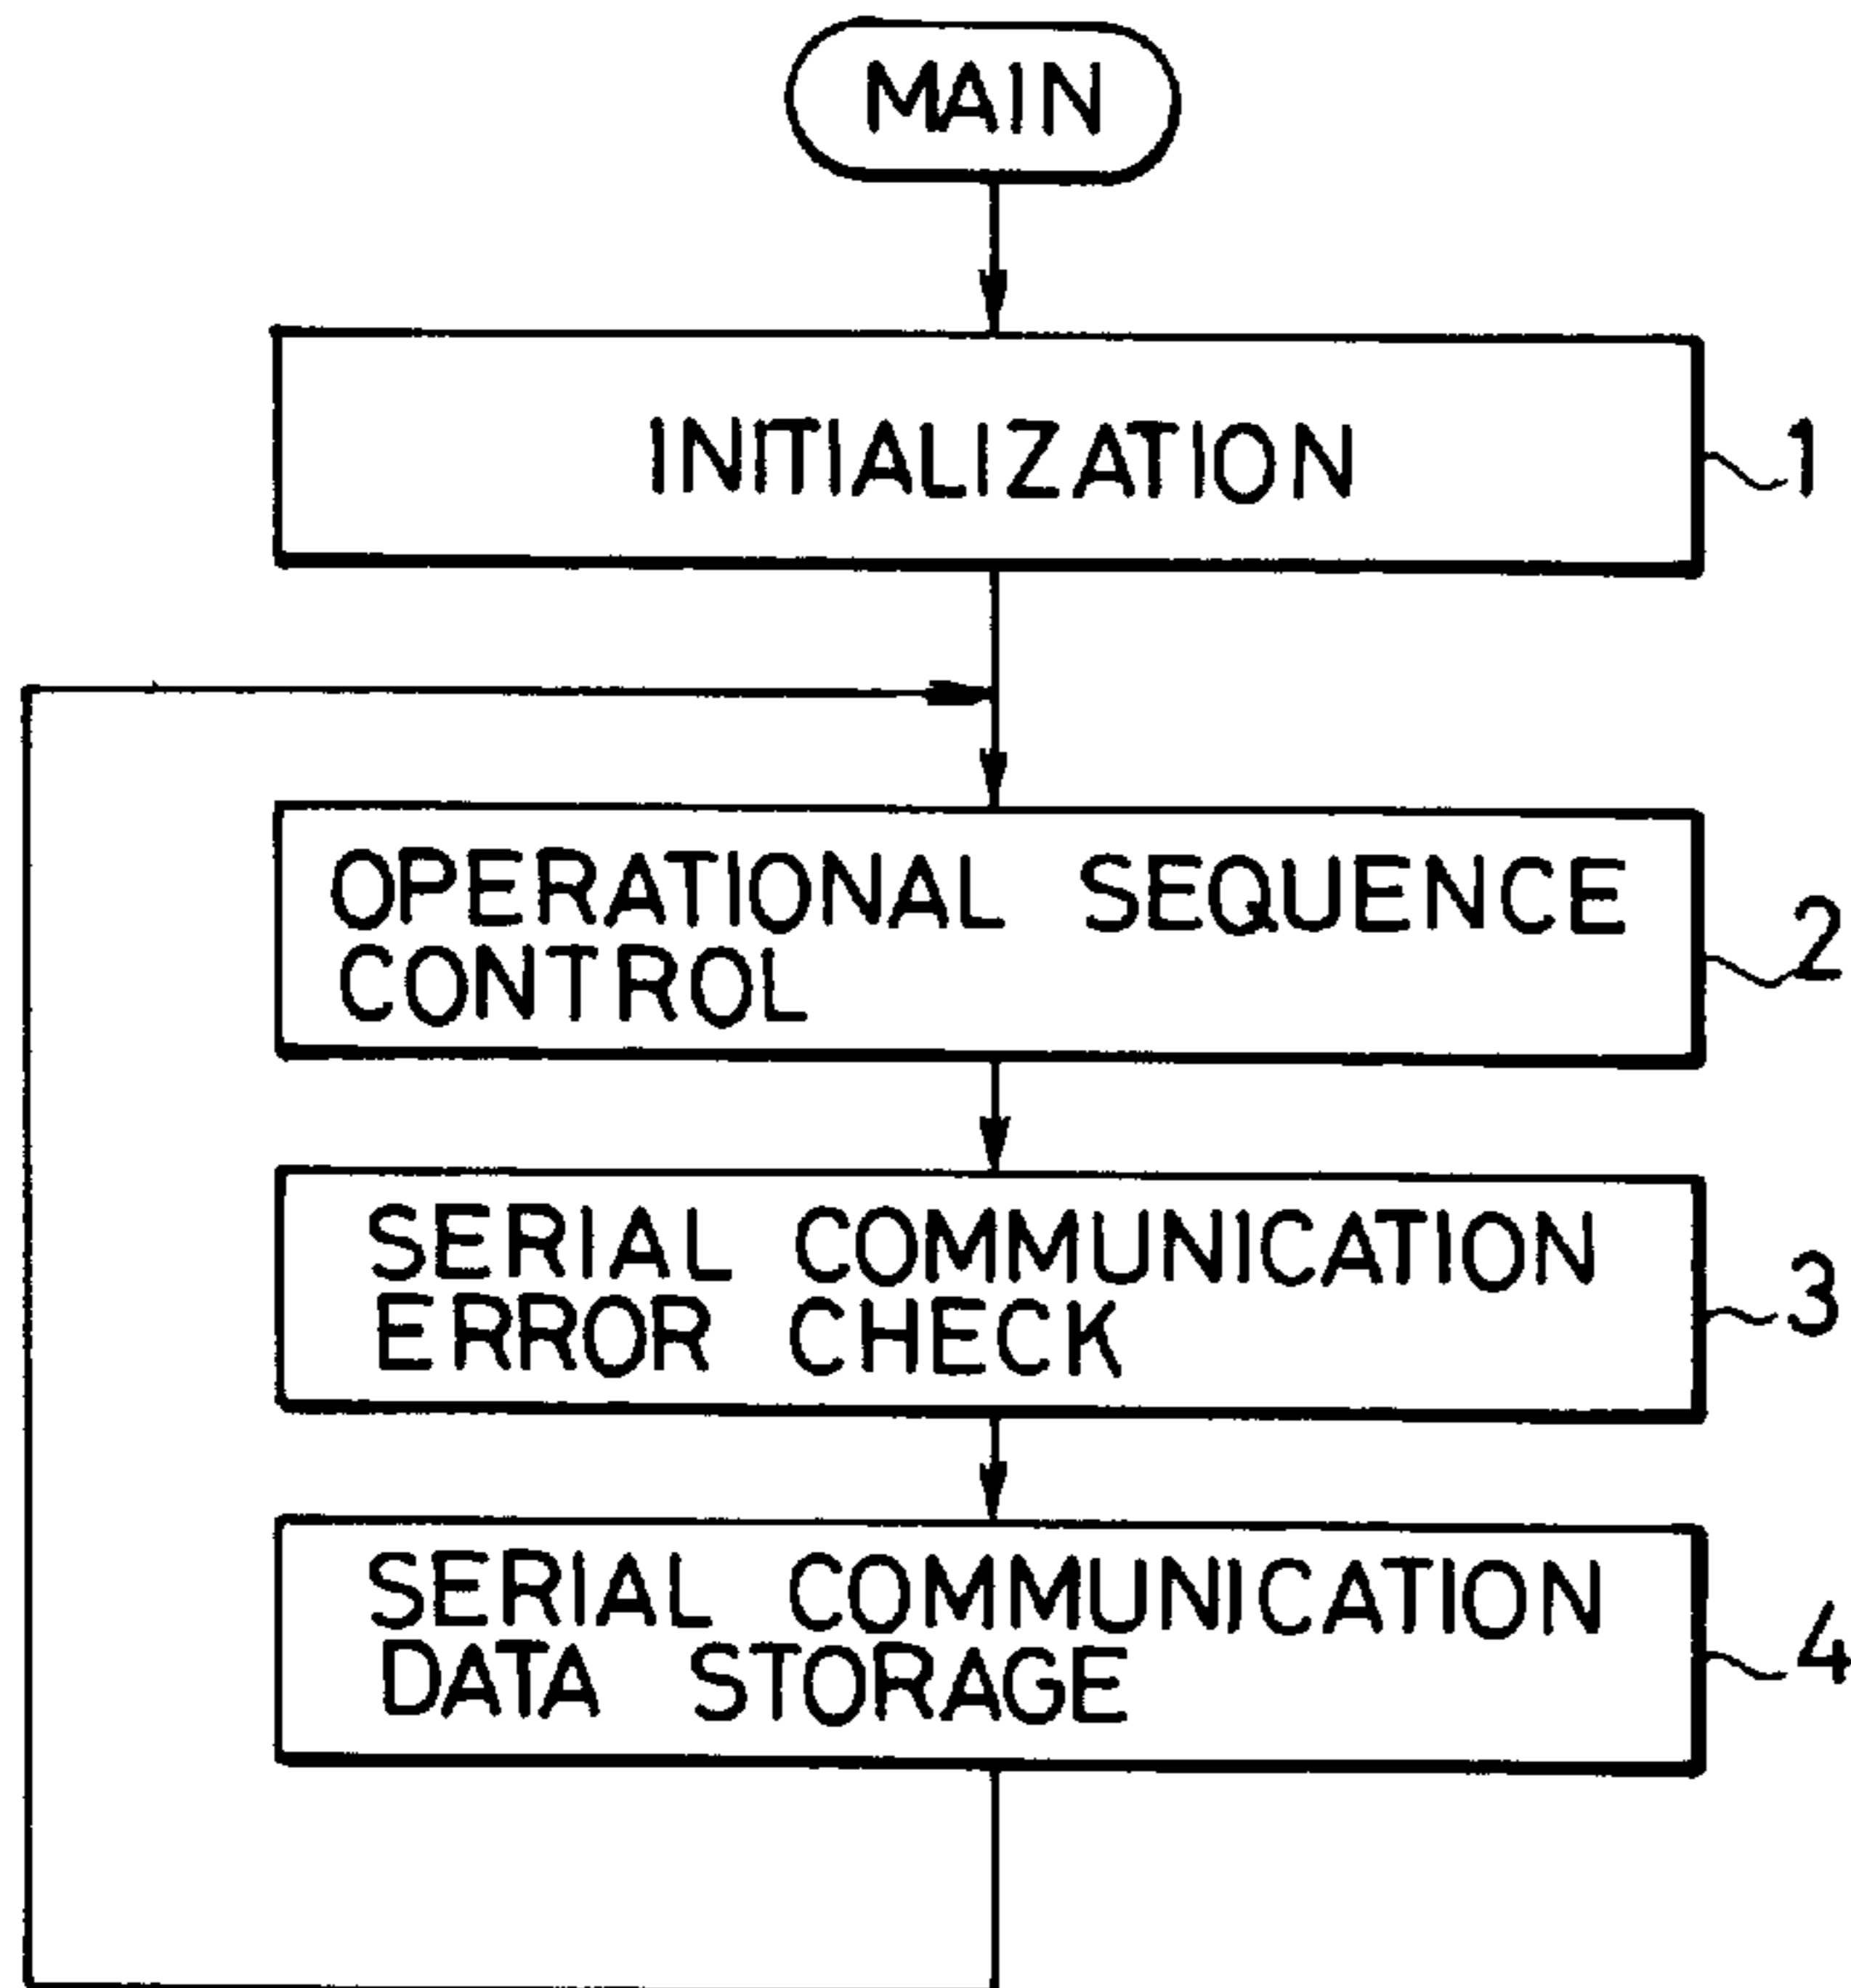 MAIN
INITIALIZATION
1
OPERATIONAL SEQUENCE
CONTROL
2
SERIAL COMMUNICATION
ERROR CHECK
3
SERIAL COMMUNICATION
DATA STORAGE
4